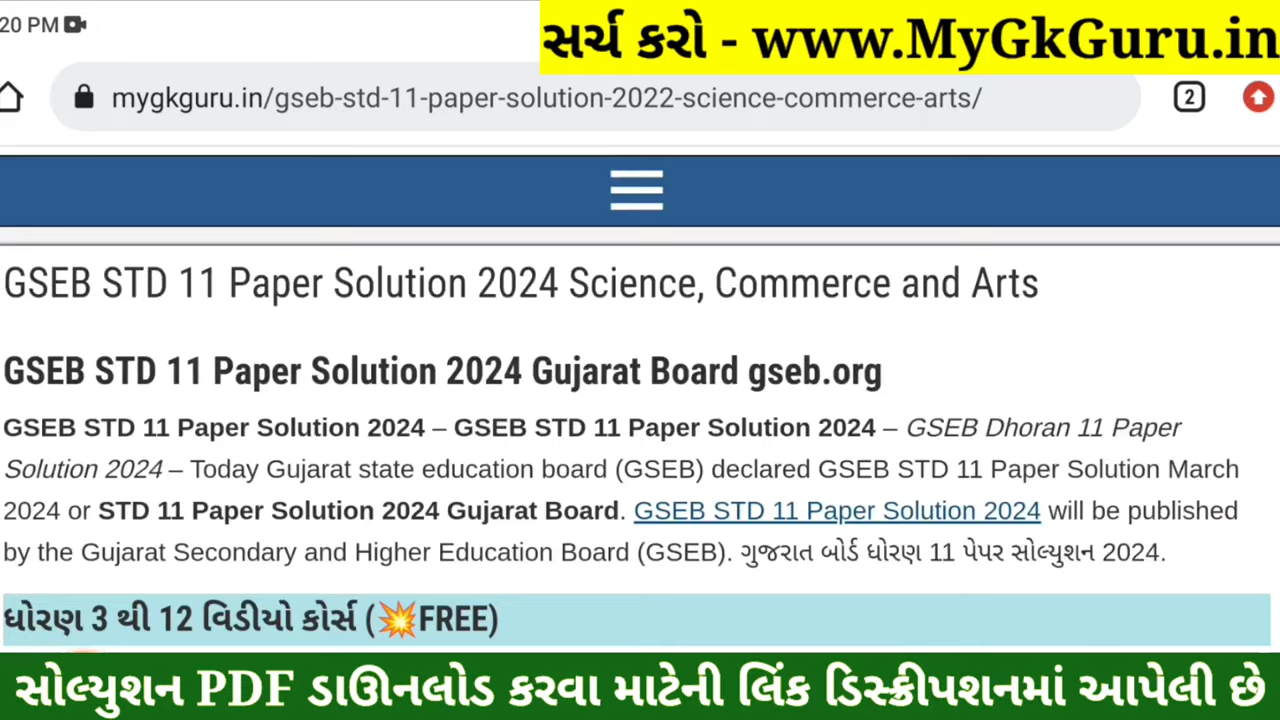 20 PM
સર્ચ કરો - www.MyGkGuru.in
mygkguru.in/gseb-std-11-paper-solution-2022-science-commerce-arts/
2
GSEB STD 11 Paper Solution 2024 Science, Commerce and Arts
GSEB STD 11 Paper Solution 2024 Gujarat Board gseb.org
GSEB STD 11 Paper Solution 2024 – GSEB STD 11 Paper Solution 2024 – GSEB Dhoran 11 Paper
Solution 2024 – Today Gujarat state education board (GSEB) declared GSEB STD 11 Paper Solution March
2024 or STD 11 Paper Solution 2024 Gujarat Board. GSEB STD 11 Paper Solution 2024 will be published
by the Gujarat Secondary and Higher Education Board (GSEB). ગુજરાત બોર્ડ ધોરણ 11 પેપર સોલ્યુશન 2024.
ધોરણ 3 થી 12 વિડીયો કોર્સ (💥FREE)
સોલ્યુશન PDF ડાઊનલોડ કરવા માટેની લિંક ડિસ્ક્રીપશનમાં આપેલી છે